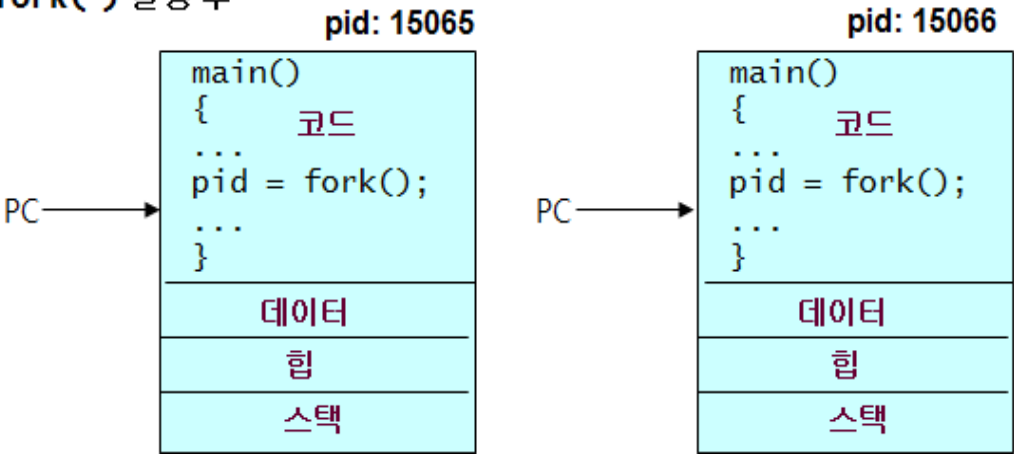 pid: 15065
pid: 15066
main()
{
코드
...
pid = fork();
PC
...
}
데이터
힙
스택
main()
{
코드
...
pid = fork();
PC
...
}
데이터
힙
스택